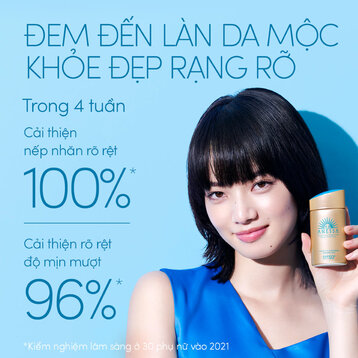 ĐEM ĐẾN LÀN DA MỘC
KHỎE ĐẸP RẠNG RỠ
Trong 4 tuần
Cải thiện
nếp nhăn rõ rệt
100%*
Cải thiện rõ rệt
độ mịn mượt
96%*
ANESSA
*Kiểm nghiệm lâm sàng ở 30 phụ nữ vào 2021